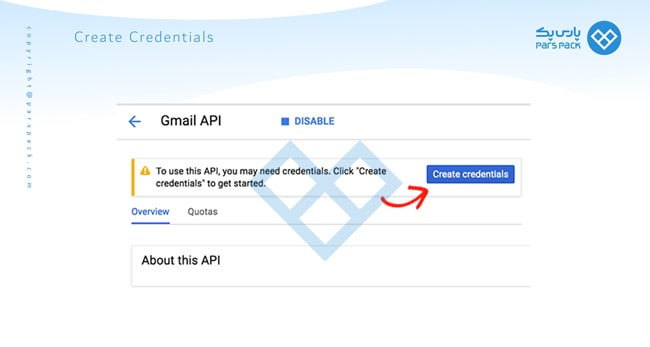 Create Credentials
پارس پک
PARS PACK
copyright@parspack.com
Gmail API
DISABLE
To use this API, you may need credentials. Click "Create
credentials" to get started.
Create credentials
Overview
Quotas
About this API